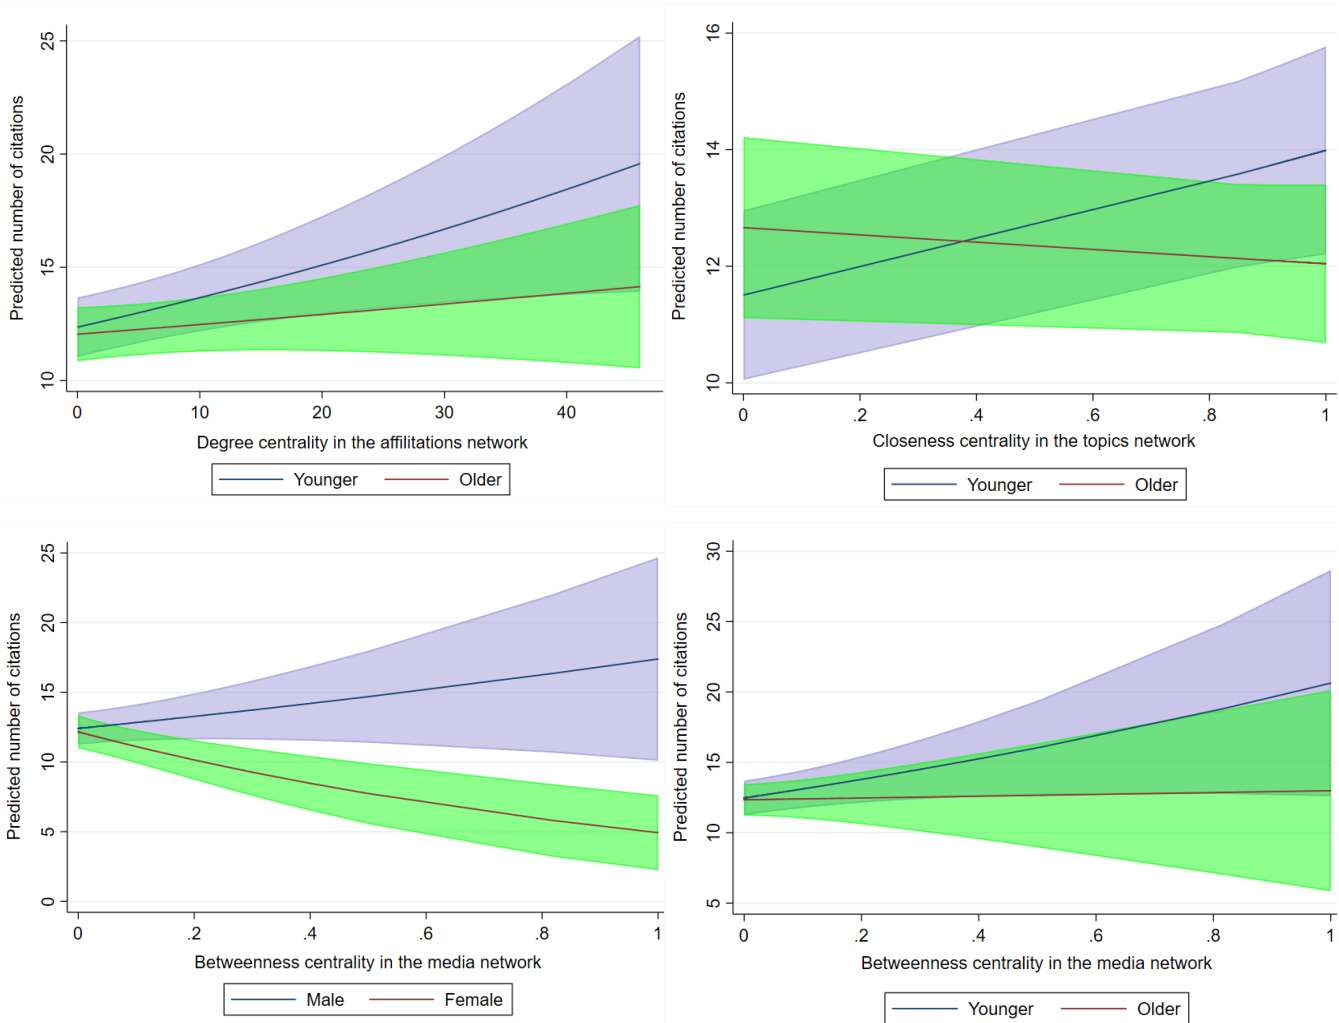 Predicted number of citations
25
20
15
10
0 10 20 30 40
Degree centrality in the affilitations network
Younger Older
Predicted number of citations
16
14
12
10
0 .2 .4 .6 .8 1
Closeness centrality in the topics network
Younger Older
Predicted number of citations
25
20
15
10
5
0
0 .2 .4 .6 .8 1
Betweenness centrality in the media network
Male Female
Predicted number of citations
30
25
20
15
10
5
0 .2 .4 .6 .8 1
Betweenness centrality in the media network
Younger Older